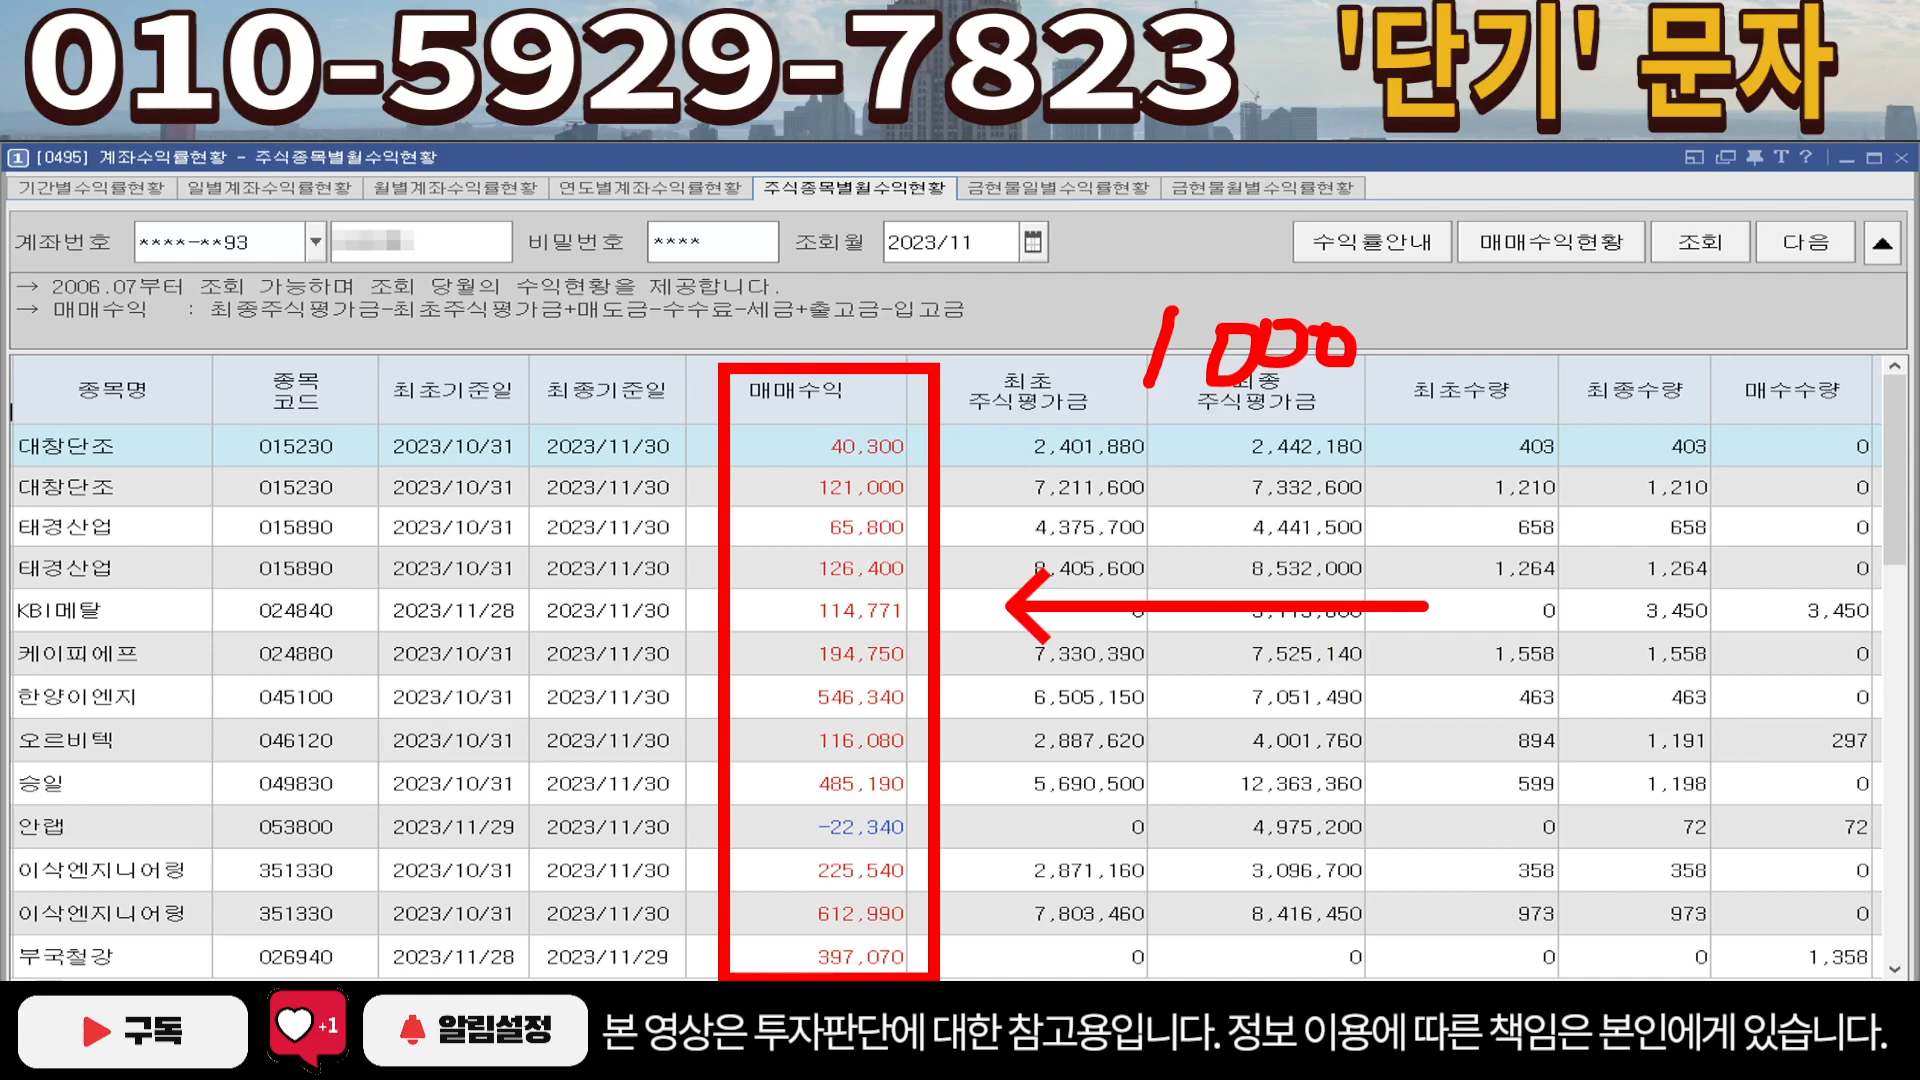 010-5929-7823 '단기' 문자
1 [0495] 계좌수익률현황 - 주식종목별월수익현황 T ?
기간별수익률현황 일별계좌수익률현황 월별계좌수익률현황 연도별계좌수익률현황 주식종목별월수익현황 금현물일별수익률현황 금현물월별수익률현황
계좌번호 ****-**93 비밀번호 **** 조회월 2023/11 수익률안내 매매수익현황 조회 다음
→ 2006.07부터 조회 가능하며 조회 당월의 수익현황을 제공합니다.
→ 매매수익 : 최종주식평가금-최초주식평가금+매도금-수수료-세금+출고금-입고금
1000
종목명 종목코드 최초기준일 최종기준일 매매수익 최초주식평가금 최종주식평가금 최초수량 최종수량 매수수량
대창단조 015230 2023/10/31 2023/11/30 40,300 2,401,880 2,442,180 403 403 0
대창단조 015230 2023/10/31 2023/11/30 121,000 7,211,600 7,332,600 1,210 1,210 0
태경산업 015890 2023/10/31 2023/11/30 65,800 4,375,700 4,441,500 658 658 0
태경산업 015890 2023/10/31 2023/11/30 126,400 8,405,600 8,532,000 1,264 1,264 0
KBI메탈 024840 2023/11/28 2023/11/30 114,771 0 0 3,450 3,450
케이피에프 024880 2023/10/31 2023/11/30 194,750 7,330,390 7,525,140 1,558 1,558 0
한양이엔지 045100 2023/10/31 2023/11/30 546,340 6,505,150 7,051,490 463 463 0
오르비텍 046120 2023/10/31 2023/11/30 116,080 2,887,620 4,001,760 894 1,191 297
승일 049830 2023/10/31 2023/11/30 485,190 5,690,500 12,363,360 599 1,198 0
안랩 053800 2023/11/29 2023/11/30 -22,340 0 4,975,200 0 72 72
이삭엔지니어링 351330 2023/10/31 2023/11/30 225,540 2,871,160 3,096,700 358 358 0
이삭엔지니어링 351330 2023/10/31 2023/11/30 612,990 7,803,460 8,416,450 973 973 0
부국철강 026940 2023/11/28 2023/11/29 397,070 0 0 0 0 1,358
구독 +1 알림설정 본 영상은 투자판단에 대한 참고용입니다. 정보 이용에 따른 책임은 본인에게 있습니다.